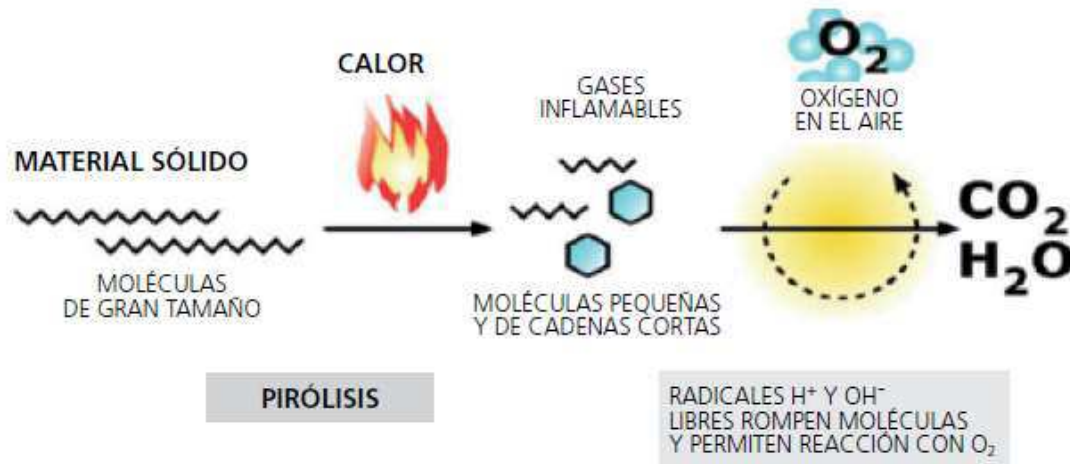 MATERIAL SÓLIDO
MOLÉCULAS
DE GRAN TAMAÑO
CALOR
GASES
INFLAMABLES
MOLÉCULAS PEQUEÑAS
Y DE CADENAS CORTAS
O₂
OXÍGENO
EN EL AIRE
CO₂
H₂O
PIRÓLISIS
RADICALES H⁺ Y OH⁻
LIBRES ROMPEN MOLÉCULAS
Y PERMITEN REACCIÓN CON O₂